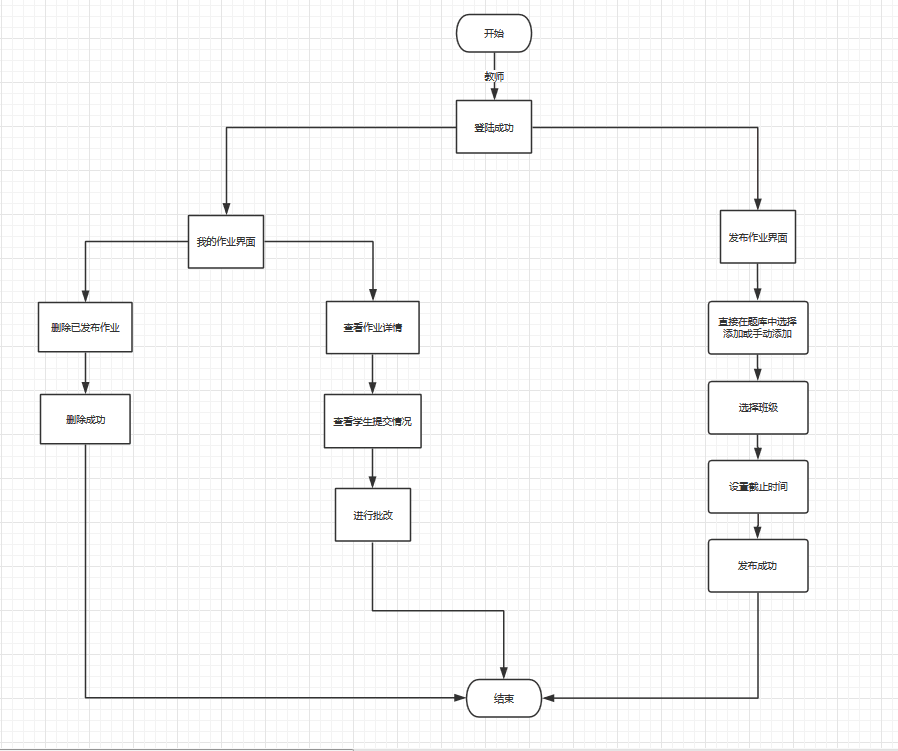 开始
教师
登陆成功
我的作业界面
发布作业界面
删除已发布作业
查看作业详情
直接在题库中选择
添加或手动添加
删除成功
查看学生提交情况
选择班级
进行批改
设置截止时间
发布成功
结束